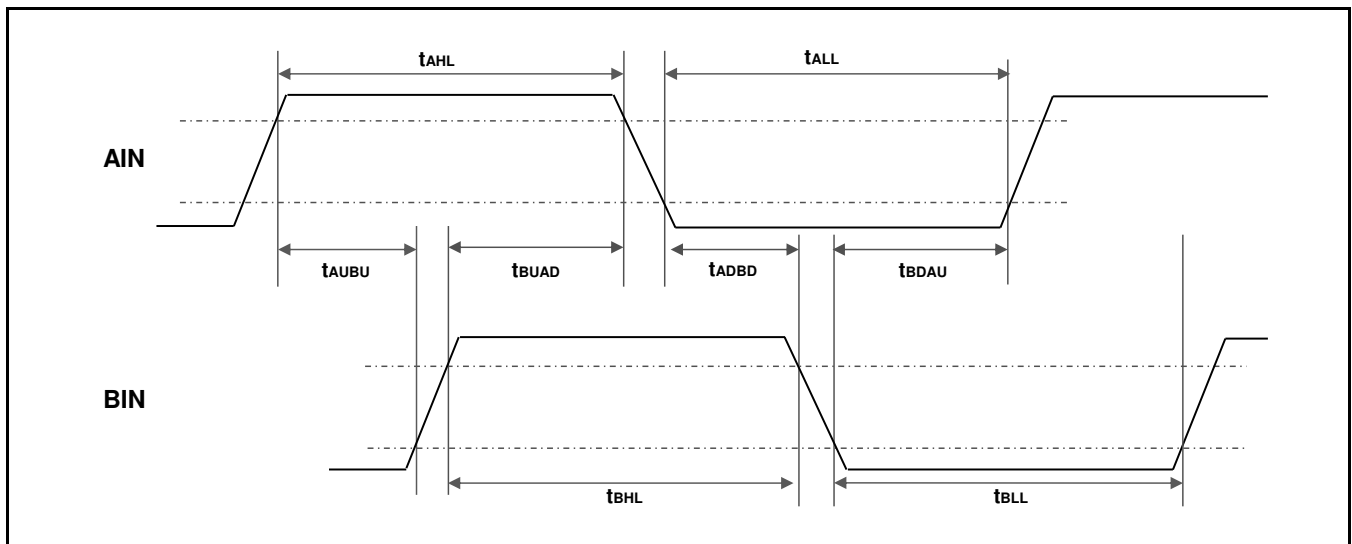 tAHL
tALL
AIN
tAUBU
tBUAD
tADBD
tBDAU
BIN
tBHL
tBLL